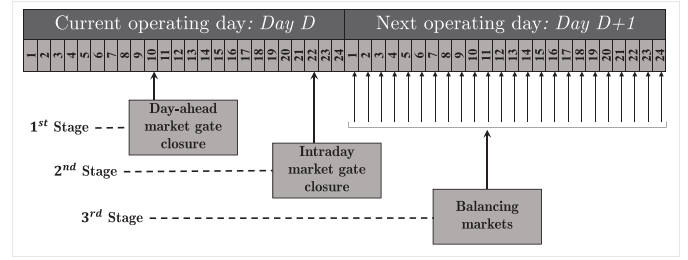 Current operating day: Day D Next operating day: Day D+1
1 2 3 4 5 6 7 8 9 10 11 12 13 14 15 16 17 18 19 20 21 22 23 24 1 2 3 4 5 6 7 8 9 10 11 12 13 14 15 16 17 18 19 20 21 22 23 24
Day-ahead
market gate
closure
1st Stage
Intraday
market gate
closure
2nd Stage
Balancing
markets
3rd Stage